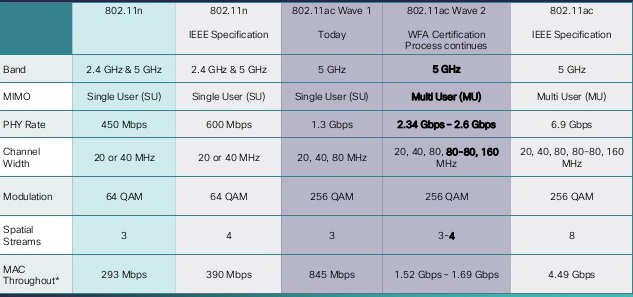 802.11n 802.11n 802.11ac Wave 1 802.11ac Wave 2 802.11ac
IEEE Specification Today WFA Certification IEEE Specification
Process continues
Band 2.4 GHz & 5 GHz 2.4 GHz & 5 GHz 5 GHz 5 GHz 5 GHz
MIMO Single User (SU) Single User (SU) Single User (SU) Multi User (MU) Multi User (MU)
PHY Rate 450 Mbps 600 Mbps 1.3 Gbps 2.34 Gbps – 2.6 Gbps 6.9 Gbps
Channel
Width 20 or 40 MHz 20 or 40 MHz 20, 40, 80 MHz 20, 40, 80, 80-80, 160 20, 40, 80, 80-80, 160
MHz MHz
Modulation 64 QAM 64 QAM 256 QAM 256 QAM 256 QAM
Spatial
Streams 3 4 3 3-4 8
MAC
Throughout* 293 Mbps 390 Mbps 845 Mbps 1.52 Gbps – 1.69 Gbps 4.49 Gbps